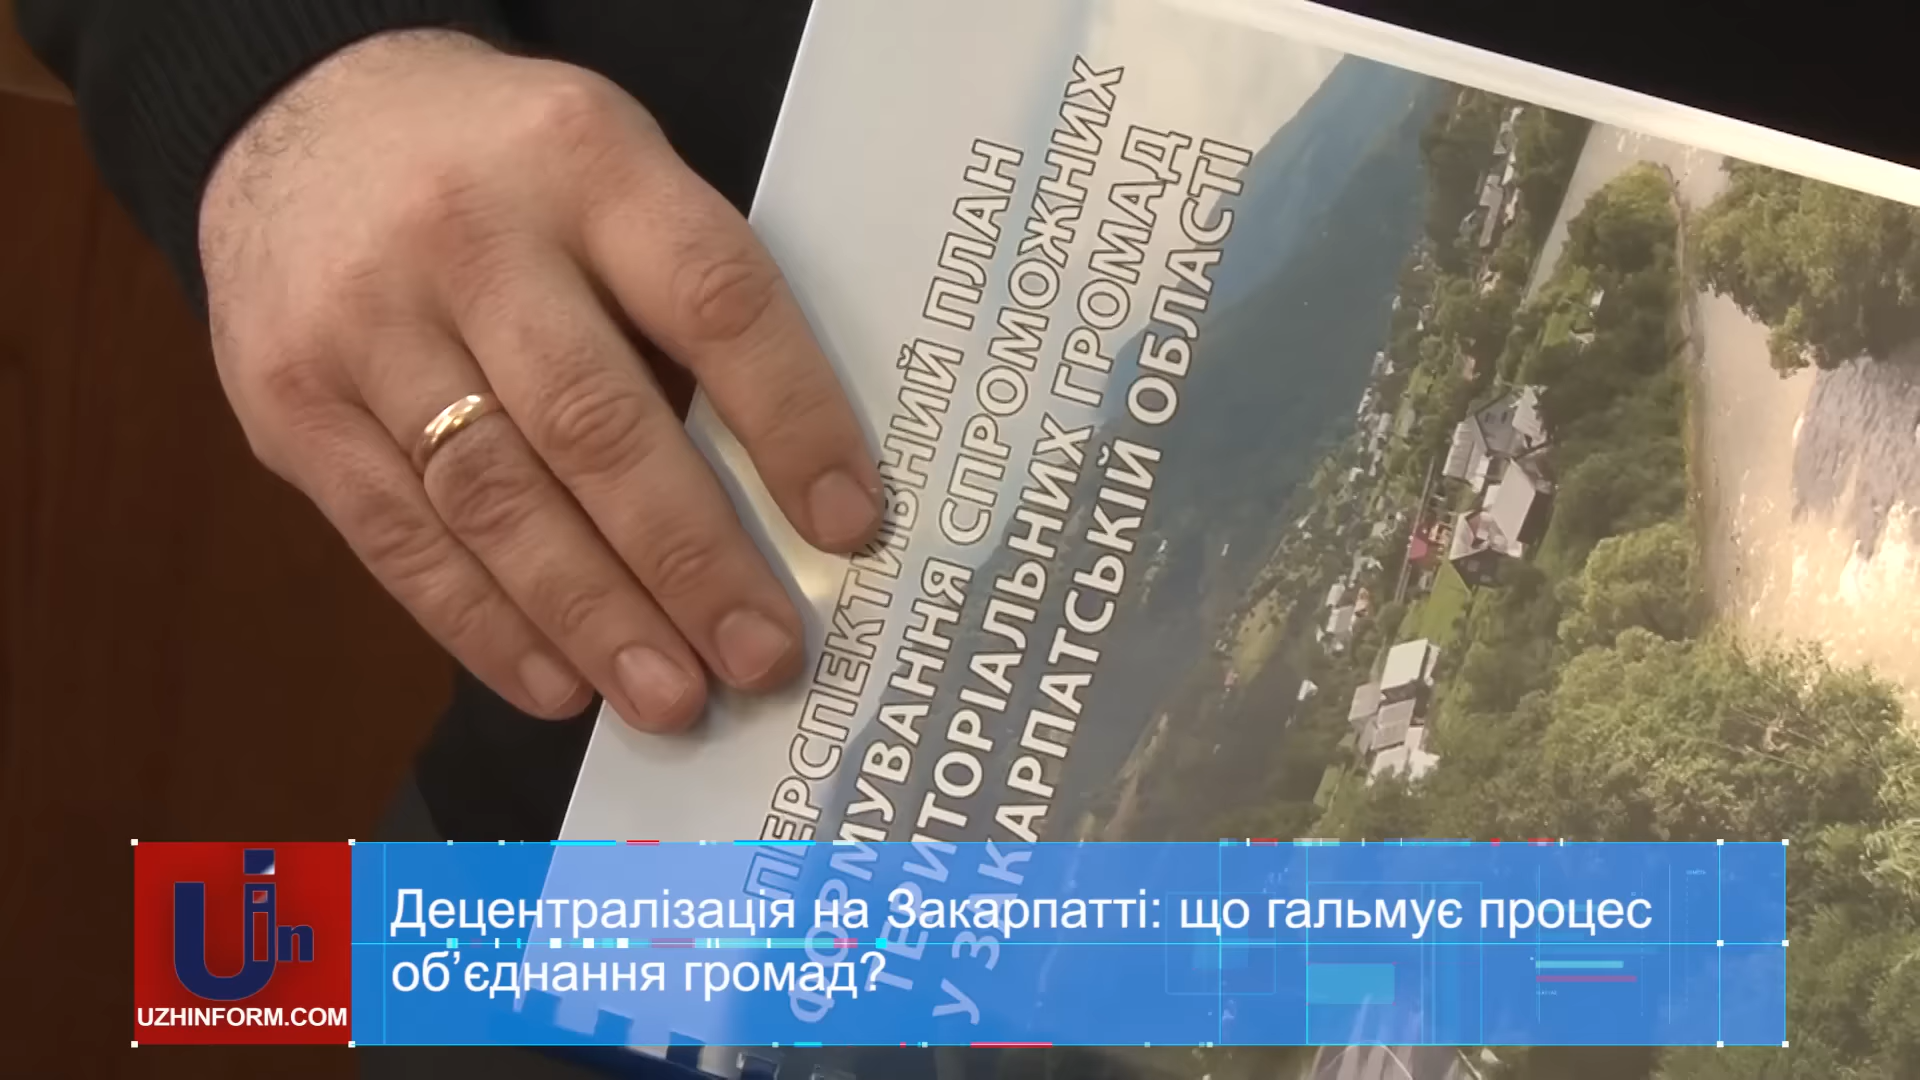 ПЕРСПЕКТИВНИЙ ПЛАН
ФОРМУВАННЯ СПРОМОЖНИХ
ТЕРИТОРІАЛЬНИХ ГРОМАД
У ЗАКАРПАТСЬКІЙ ОБЛАСТІ
Uin
UZHINFORM.COM
Децентралізація на Закарпатті: що гальмує процес
об’єднання громад?